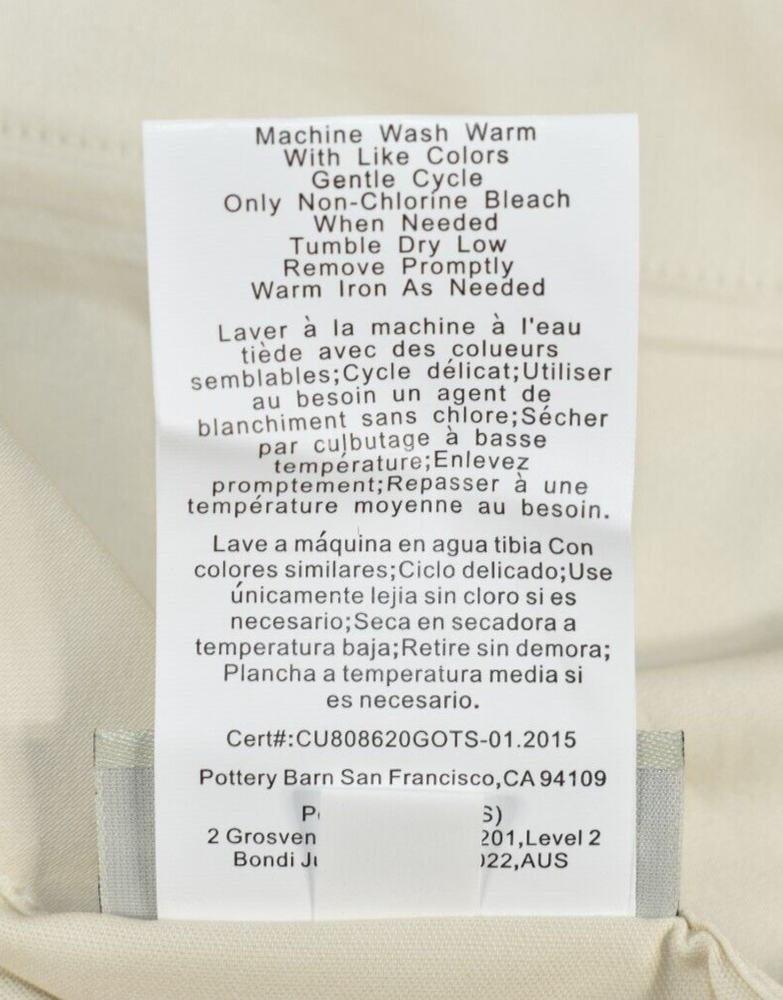 Machine Wash Warm
With Like Colors
Gentle Cycle
Only Non-Chlorine Bleach
When Needed
Tumble Dry Low
Remove Promptly
Warm Iron As Needed
Laver à la machine à l'eau
tiède avec des colueurs
semblables;Cycle délicat;Utiliser
au besoin un agent de
blanchiment sans chlore;Sécher
par culbutage à basse
température;Enlevez
promptement;Repasser à une
température moyenne au besoin.
Lave a máquina en agua tibia Con
colores similares;Ciclo delicado;Use
únicamente lejia sin cloro si es
necesario;Seca en secadora a
temperatura baja;Retire sin demora;
Plancha a temperatura media si
es necesario.
Cert#:CU808620GOTS-01.2015
Pottery Barn San Francisco,CA 94109
S)
2 201,Level 2
Bondi 022,AUS